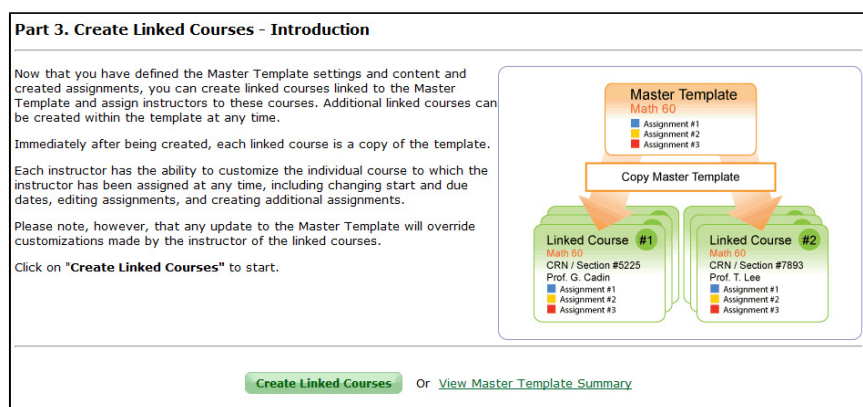 Part 3. Create Linked Courses - Introduction
Now that you have defined the Master Template settings and content and
created assignments, you can create linked courses linked to the Master
Template and assign instructors to these courses. Additional linked courses can
be created within the template at any time.
Immediately after being created, each linked course is a copy of the template.
Each instructor has the ability to customize the individual course to which the
instructor has been assigned at any time, including changing start and due
dates, editing assignments, and creating additional assignments.
Please note, however, that any update to the Master Template will override
customizations made by the instructor of the linked courses.
Click on "Create Linked Courses" to start.
Master Template
Math 60
Assignment #1
Assignment #2
Assignment #3
Copy Master Template
Linked Course #1
Math 60
CRN / Section #5225
Prof. G. Cadin
Assignment #1
Assignment #2
Assignment #3
Linked Course #2
Math 60
CRN / Section #7893
Prof. T. Lee
Assignment #1
Assignment #2
Assignment #3
Create Linked Courses Or View Master Template Summary